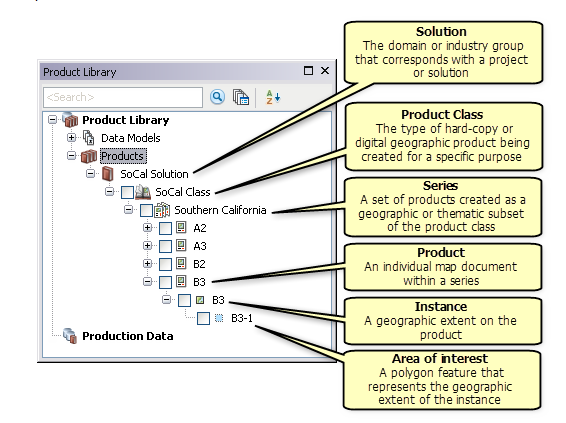 Solution
The domain or industry group
that corresponds with a project
or solution
Product Library
<Search>
Product Class
The type of hard-copy or
digital geographic product being
created for a specific purpose
Product Library
Data Models
Products
SoCal Solution
SoCal Class
Southern California
A2
A3
B2
B3
B3
B3-1
Production Data
Series
A set of products created as a
geographic or thematic subset
of the product class
Product
An individual map document
within a series
Instance
A geographic extent on the
product
Area of interest
A polygon feature that
represents the geographic
extent of the instance